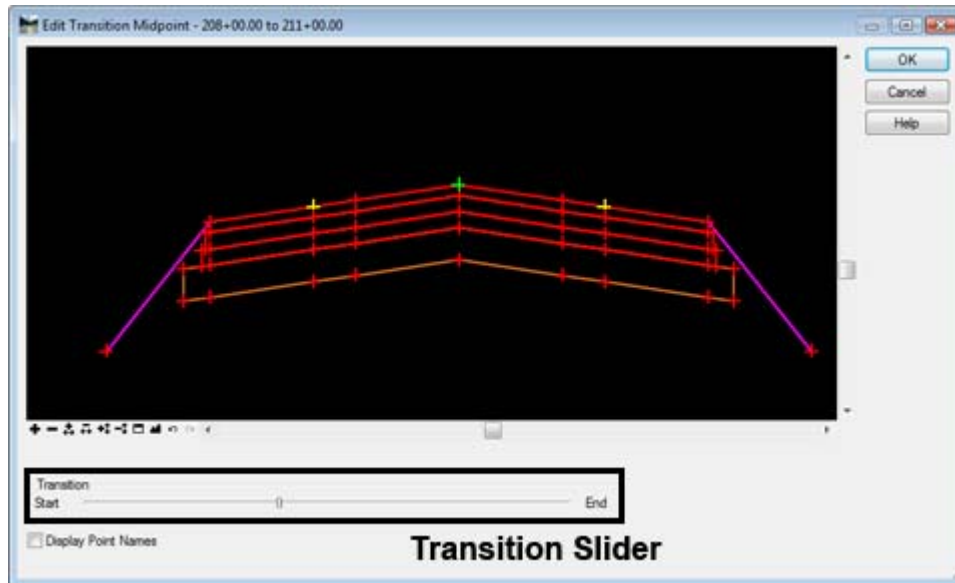 Edit Transition Midpoint - 208+00.00 to 211+00.00
OK
Cancel
Help
Transition
Start End
Display Point Names
Transition Slider